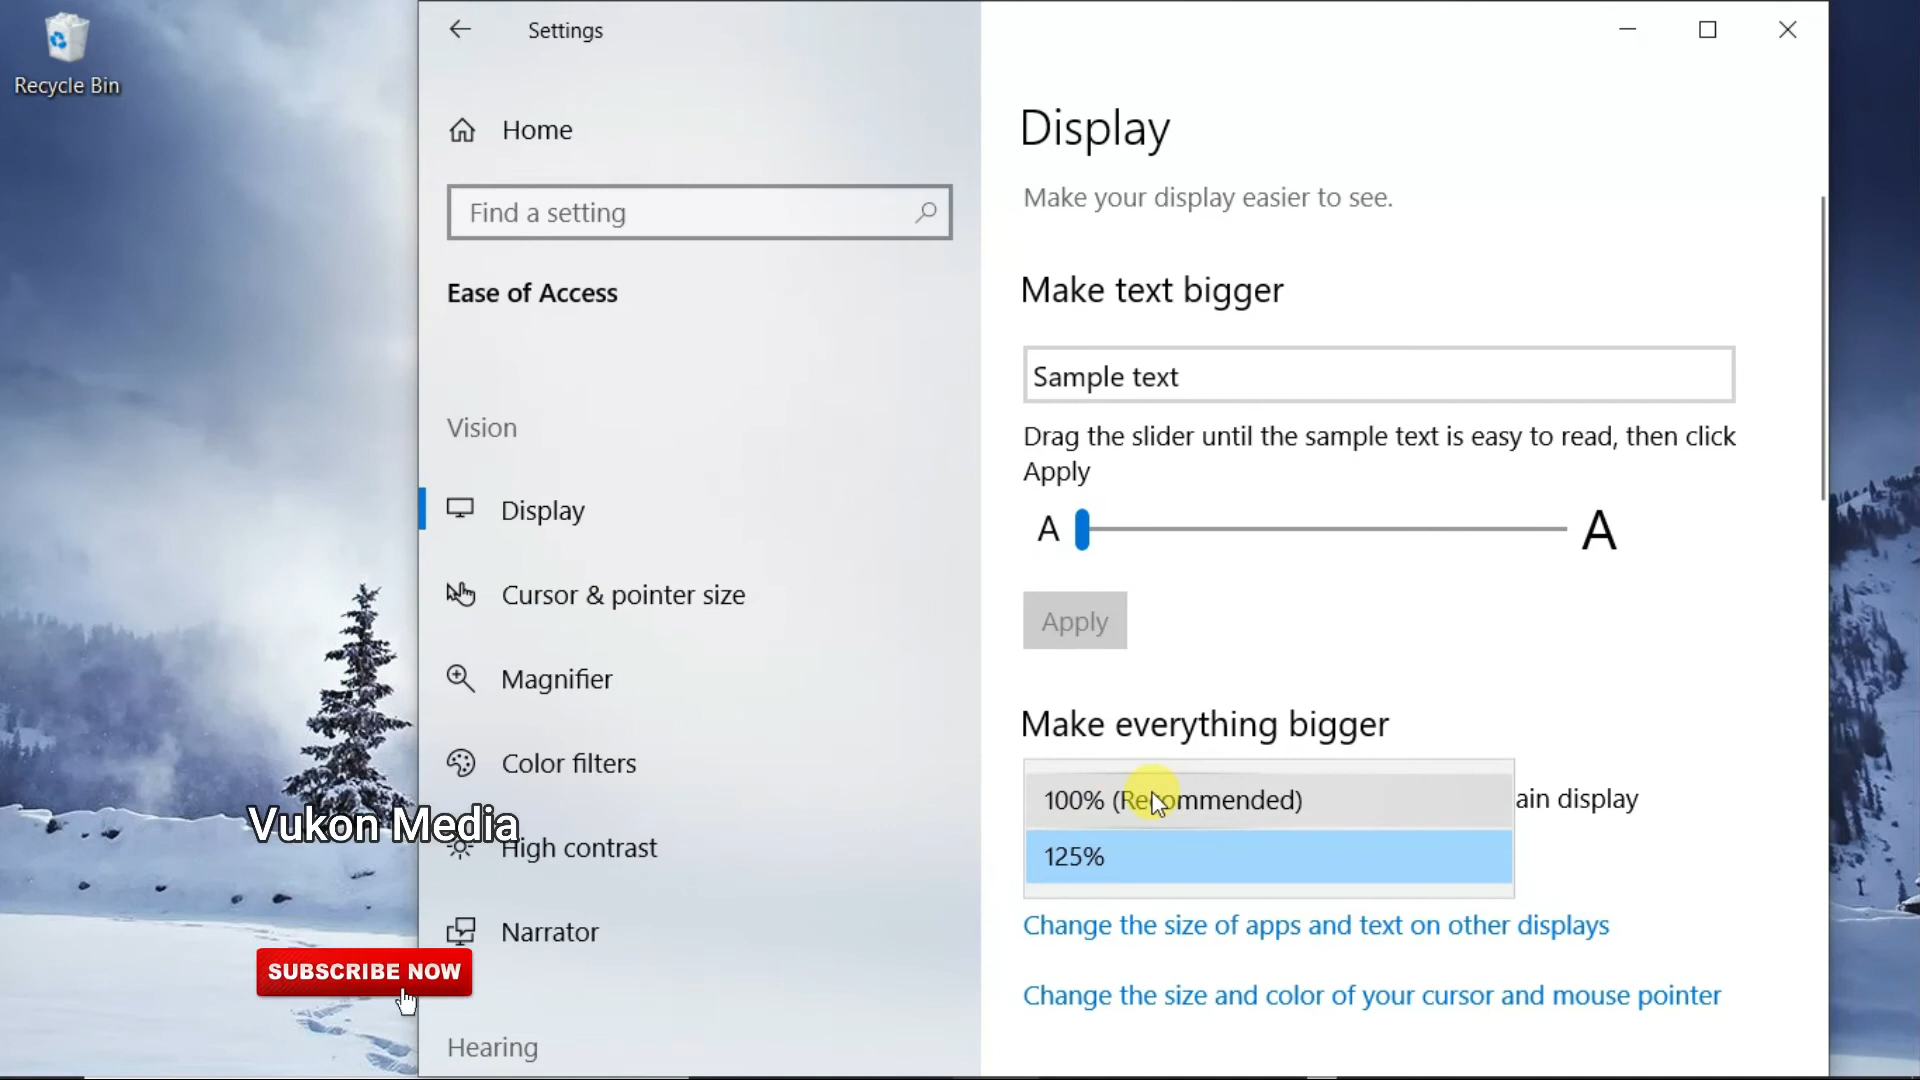 Recycle Bin
Settings
Home
Find a setting
Ease of Access
Vision
Display
Cursor & pointer size
Magnifier
Color filters
High contrast
Narrator
Hearing
Vukon Media
SUBSCRIBE NOW
Display
Make your display easier to see.
Make text bigger
Sample text
Drag the slider until the sample text is easy to read, then click
Apply
A A
Apply
Make everything bigger
100% (Recommended) ain display
125%
Change the size of apps and text on other displays
Change the size and color of your cursor and mouse pointer